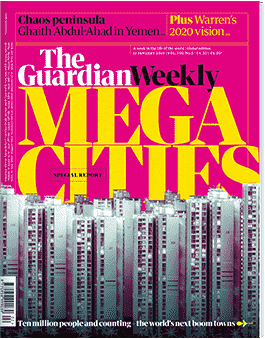 Chaos peninsula
Ghaith Abdul-Ahad in Yemen...
Plus Warren's
2020 vision...
The
Guardian Weekly
MEGA
CITIES
SPECIAL REPORT
Ten million people and counting - the world's next boom towns